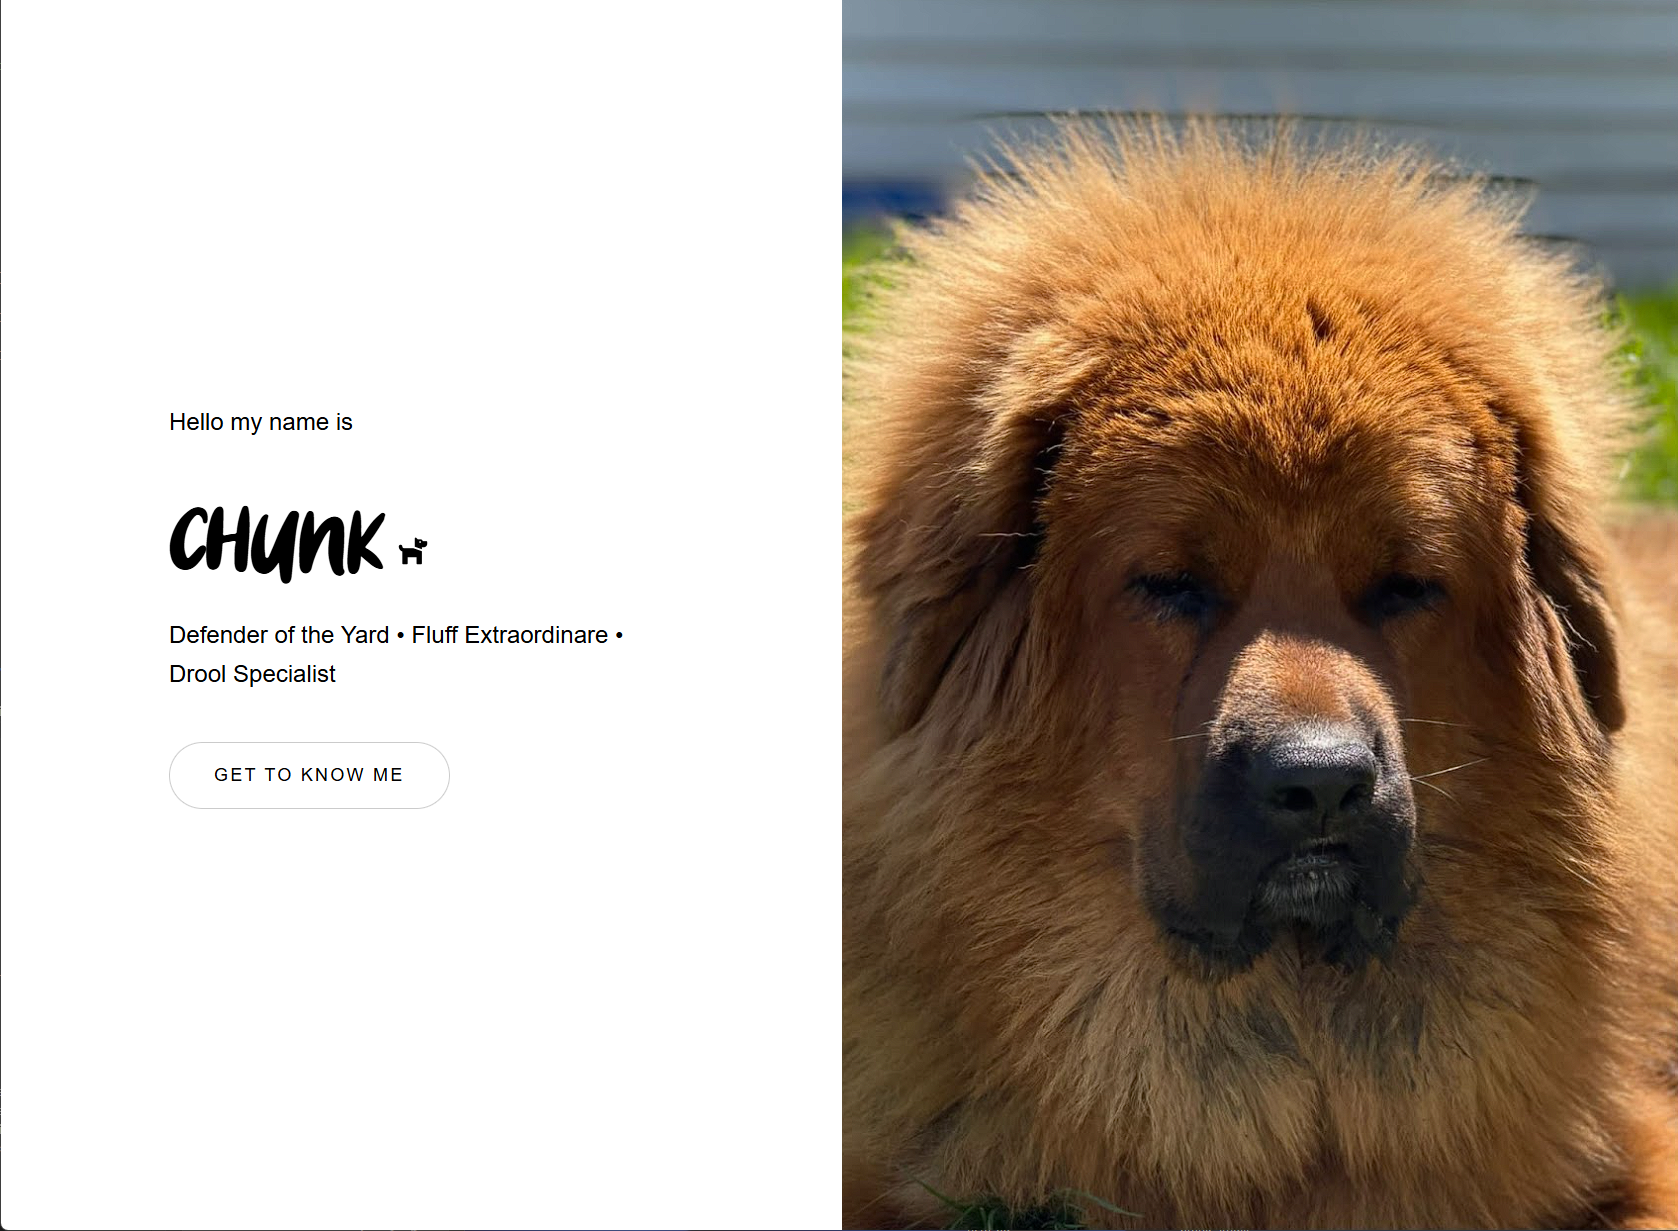 Hello my name is
CHUNK
Defender of the Yard • Fluff Extraordinare •
Drool Specialist
GET TO KNOW ME